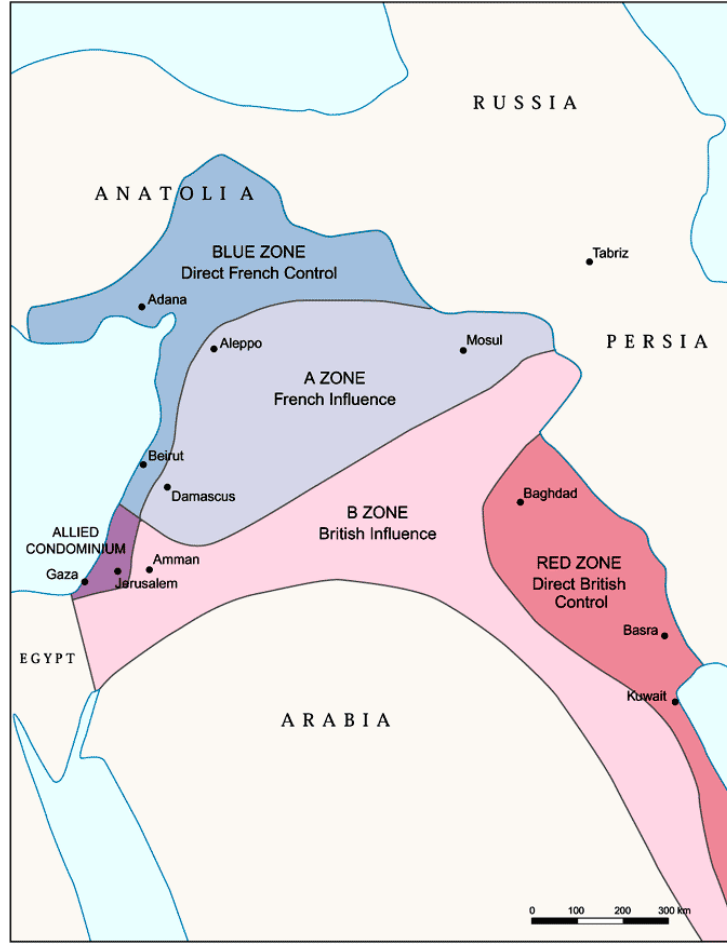 RUSSIA
ANATOLIA
BLUE ZONE
Direct French Control
Tabriz
Adana
Aleppo
Mosul
PERSIA
A ZONE
French Influence
Beirut
Damascus
Baghdad
B ZONE
British Influence
ALLIED
CONDOMINIUM
Amman
Gaza
Jerusalem
RED ZONE
Direct British
Control
Basra
EGYPT
Kuwait
ARABIA
0 100 200 300 km